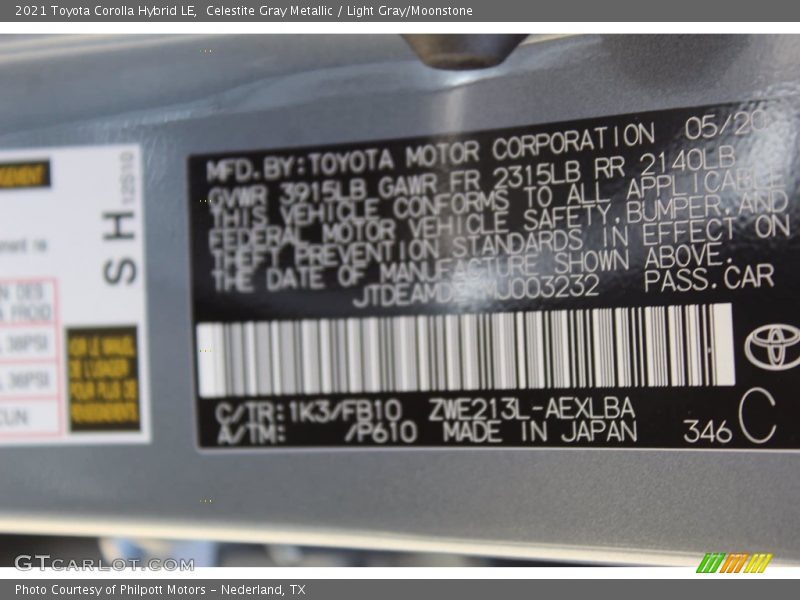 2021 Toyota Corolla Hybrid LE, Celestite Gray Metallic / Light Gray/Moonstone
SH
12S10
38PSI
36PSI
MFD.BY:TOYOTA MOTOR CORPORATION 05/20
GVWR 3915LB GAWR FR 2315LB RR 2140LB
THIS VEHICLE CONFORMS TO ALL APPLICABLE
FEDERAL MOTOR VEHICLE SAFETY,BUMPER,AND
THEFT PREVENTION STANDARDS IN EFFECT ON
THE DATE OF MANUFACTURE SHOWN ABOVE.
PASS.CAR
C/TR:1K3/FB10 ZWE213L-AEXLBA
A/TM: /P610 MADE IN JAPAN 346 C
GTCARLOT.COM
Photo Courtesy of Philpott Motors - Nederland, TX